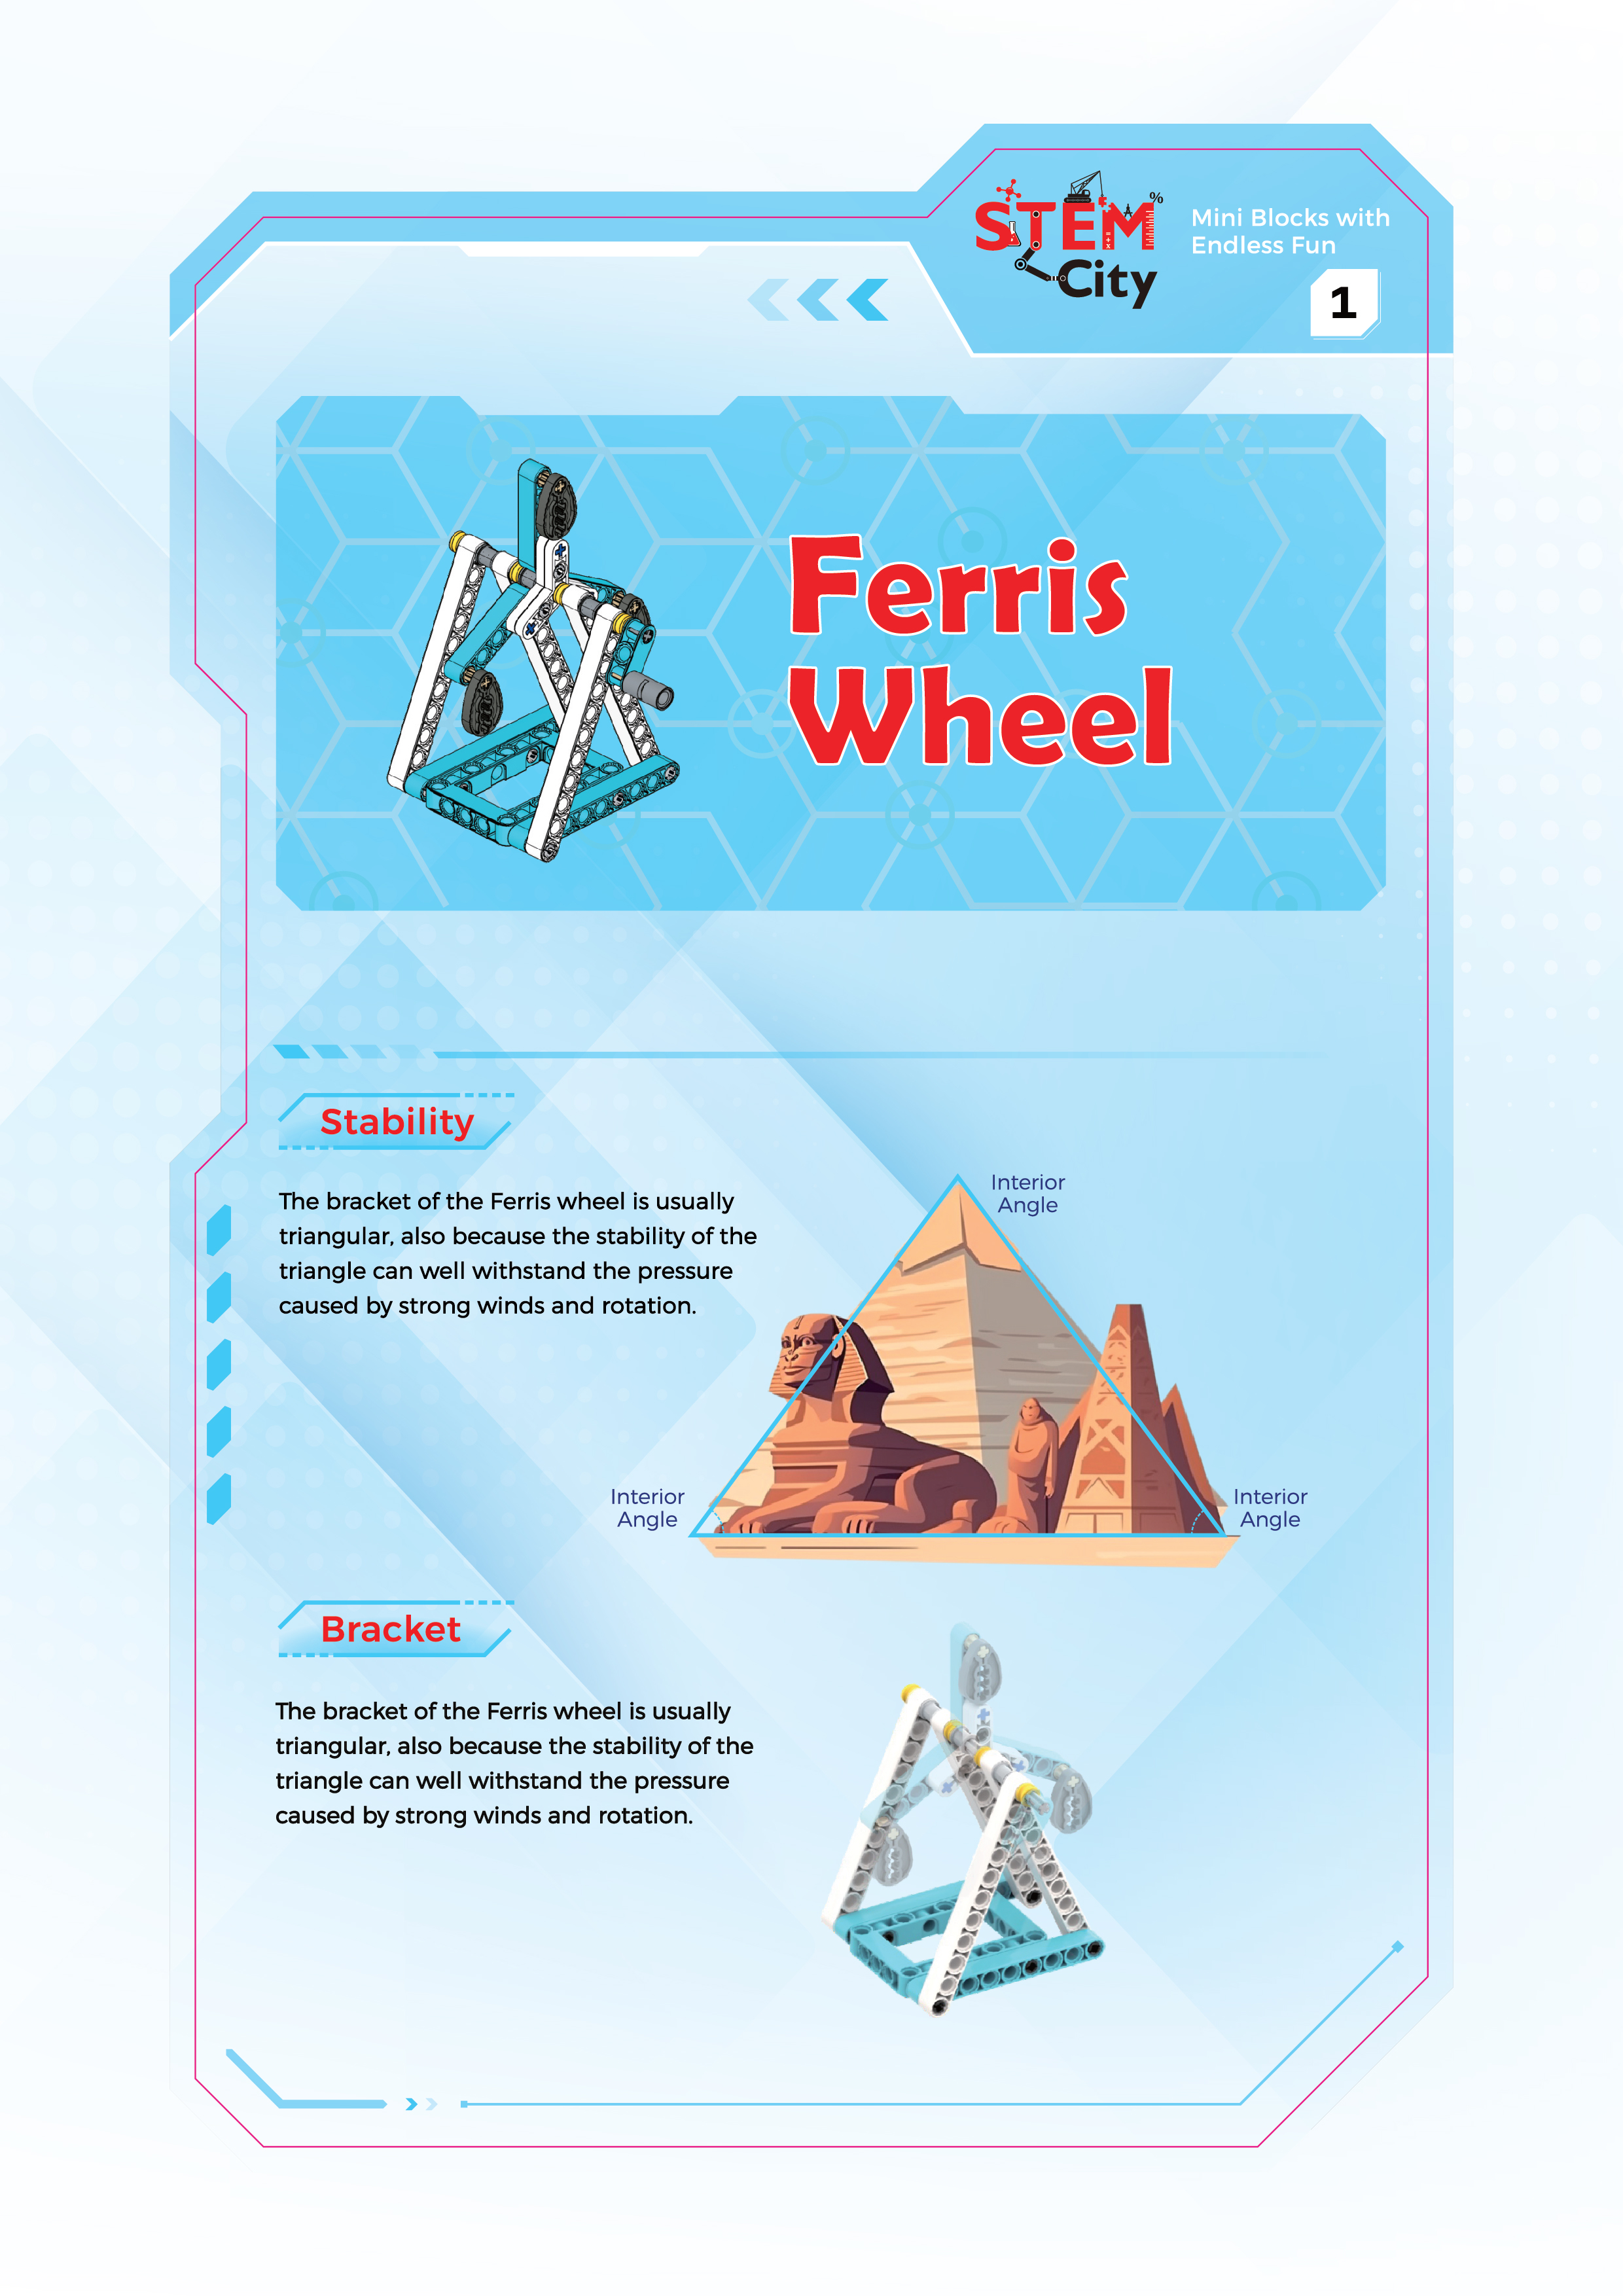 STEM %
City
Mini Blocks with
Endless Fun
1
Ferris
Wheel
Stability
The bracket of the Ferris wheel is usually
triangular, also because the stability of the
triangle can well withstand the pressure
caused by strong winds and rotation.
Interior
Angle
Interior
Angle
Interior
Angle
Bracket
The bracket of the Ferris wheel is usually
triangular, also because the stability of the
triangle can well withstand the pressure
caused by strong winds and rotation.